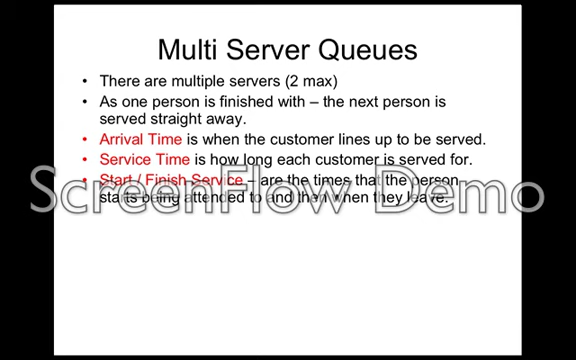 Multi Server Queues
• There are multiple servers (2 max)
• As one person is finished with – the next person is
served straight away.
• Arrival Time is when the customer lines up to be served.
• Service Time is how long each customer is served for.
• Start / Finish Service – are the times that the person
starts being attended to and then when they leave.
ScreenFlow Demo